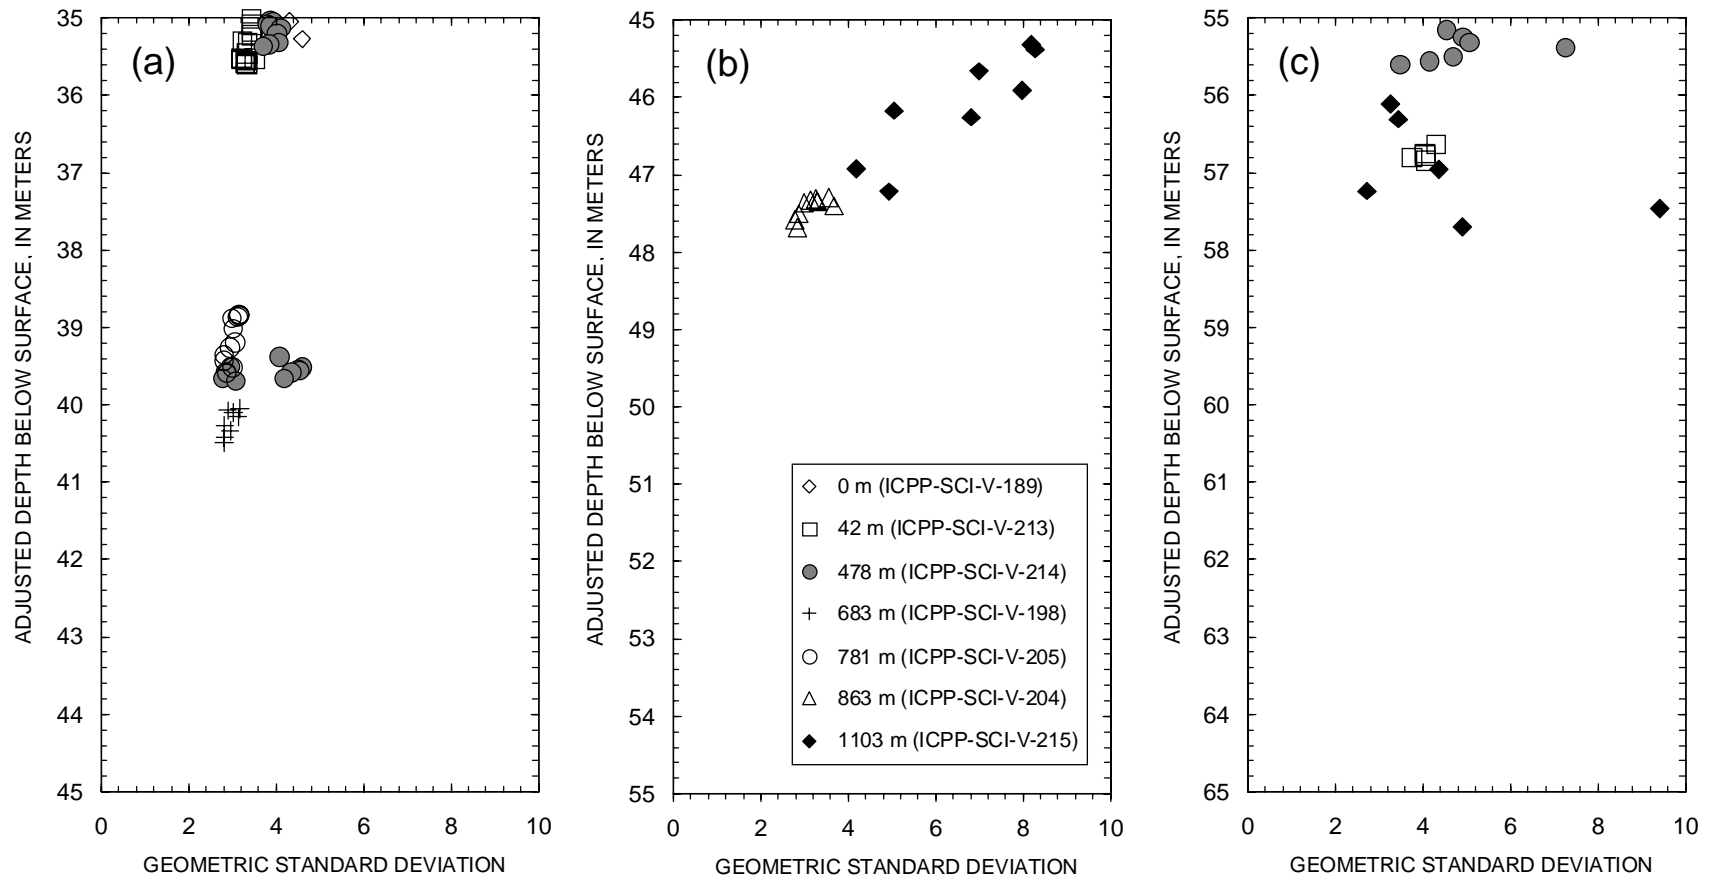 (a)
35
36
37
38
39
40
41
42
43
44
45
0 2 4 6 8 10
ADJUSTED DEPTH BELOW SURFACE, IN METERS
GEOMETRIC STANDARD DEVIATION
(b)
45
46
47
48
49
50
51
52
53
54
55
0 2 4 6 8 10
ADJUSTED DEPTH BELOW SURFACE, IN METERS
GEOMETRIC STANDARD DEVIATION
0 m (ICPP-SCI-V-189)
42 m (ICPP-SCI-V-213)
478 m (ICPP-SCI-V-214)
683 m (ICPP-SCI-V-198)
781 m (ICPP-SCI-V-205)
863 m (ICPP-SCI-V-204)
1103 m (ICPP-SCI-V-215)
(c)
55
56
57
58
59
60
61
62
63
64
65
0 2 4 6 8 10
ADJUSTED DEPTH BELOW SURFACE, IN METERS
GEOMETRIC STANDARD DEVIATION